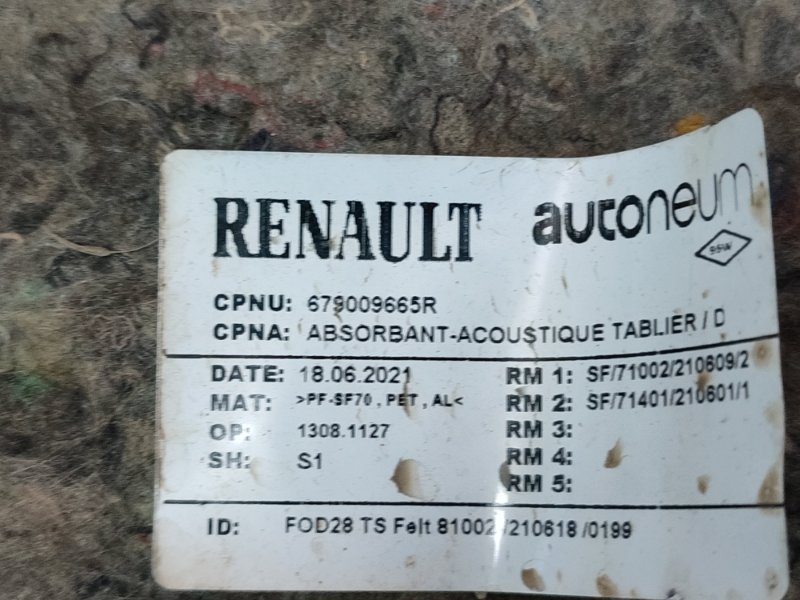 RENAULT autoneum
95W
CPNU: 679009665R
CPNA: ABSORBANT-ACOUSTIQUE TABLIER / D
DATE: 18.06.2021 RM 1: SF/71002/210609/2
MAT: >PF-SF70 , PET , AL< RM 2: SF/71401/210601/1
OP: 1308.1127 RM 3:
SH: S1 RM 4:
RM 5:
ID: FOD28 TS Felt 81002 /210618 /0199